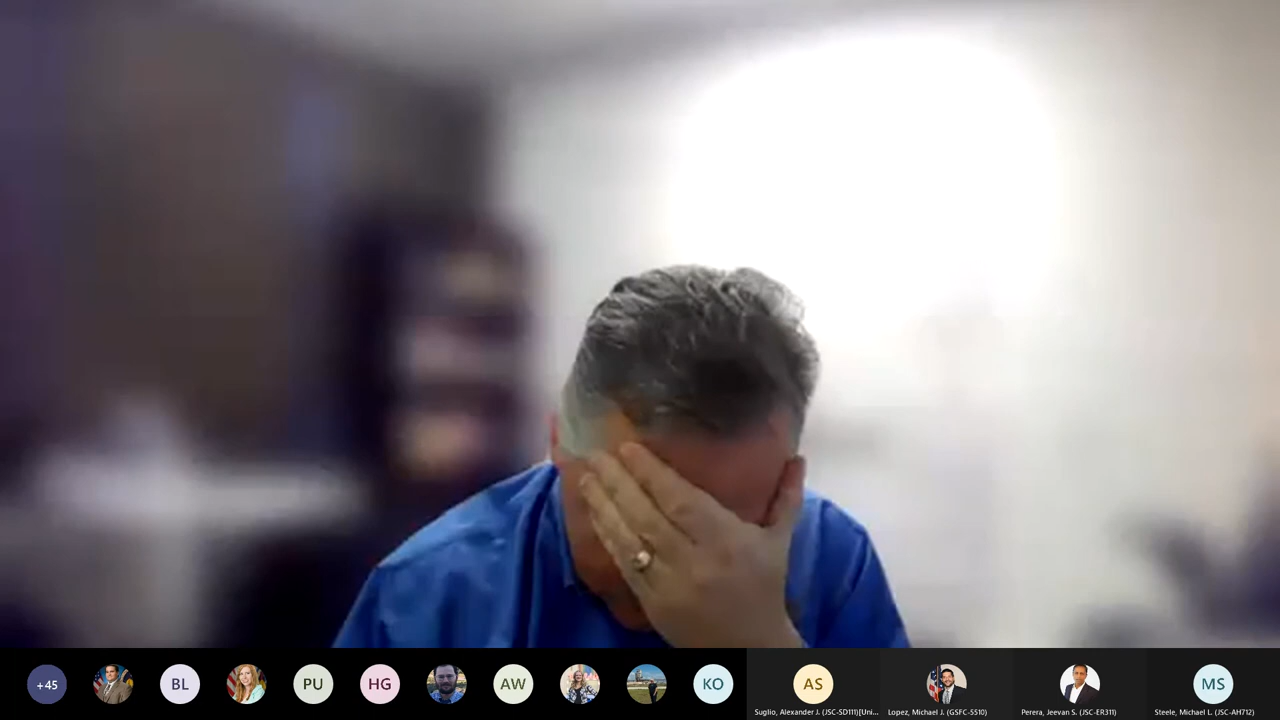 +45
BL
PU
HG
AW
KO
AS
MS
Suglio, Alexander J. (JSC-SD111)[Uni...
Lopez, Michael J. (GSFC-5510)
Perera, Jeevan S. (JSC-ER311)
Steele, Michael L. (JSC-AH712)